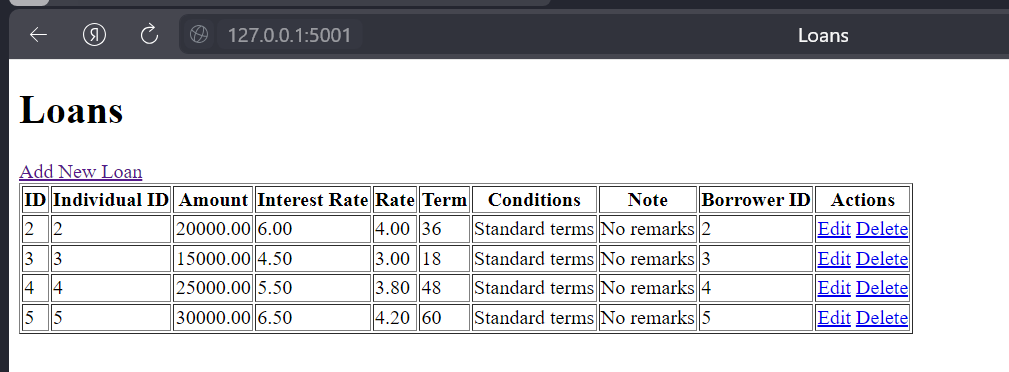 Я 127.0.0.1:5001 Loans
Loans
Add New Loan
ID Individual ID Amount Interest Rate Rate Term Conditions Note Borrower ID Actions
2 2 20000.00 6.00 4.00 36 Standard terms No remarks 2 Edit Delete
3 3 15000.00 4.50 3.00 18 Standard terms No remarks 3 Edit Delete
4 4 25000.00 5.50 3.80 48 Standard terms No remarks 4 Edit Delete
5 5 30000.00 6.50 4.20 60 Standard terms No remarks 5 Edit Delete